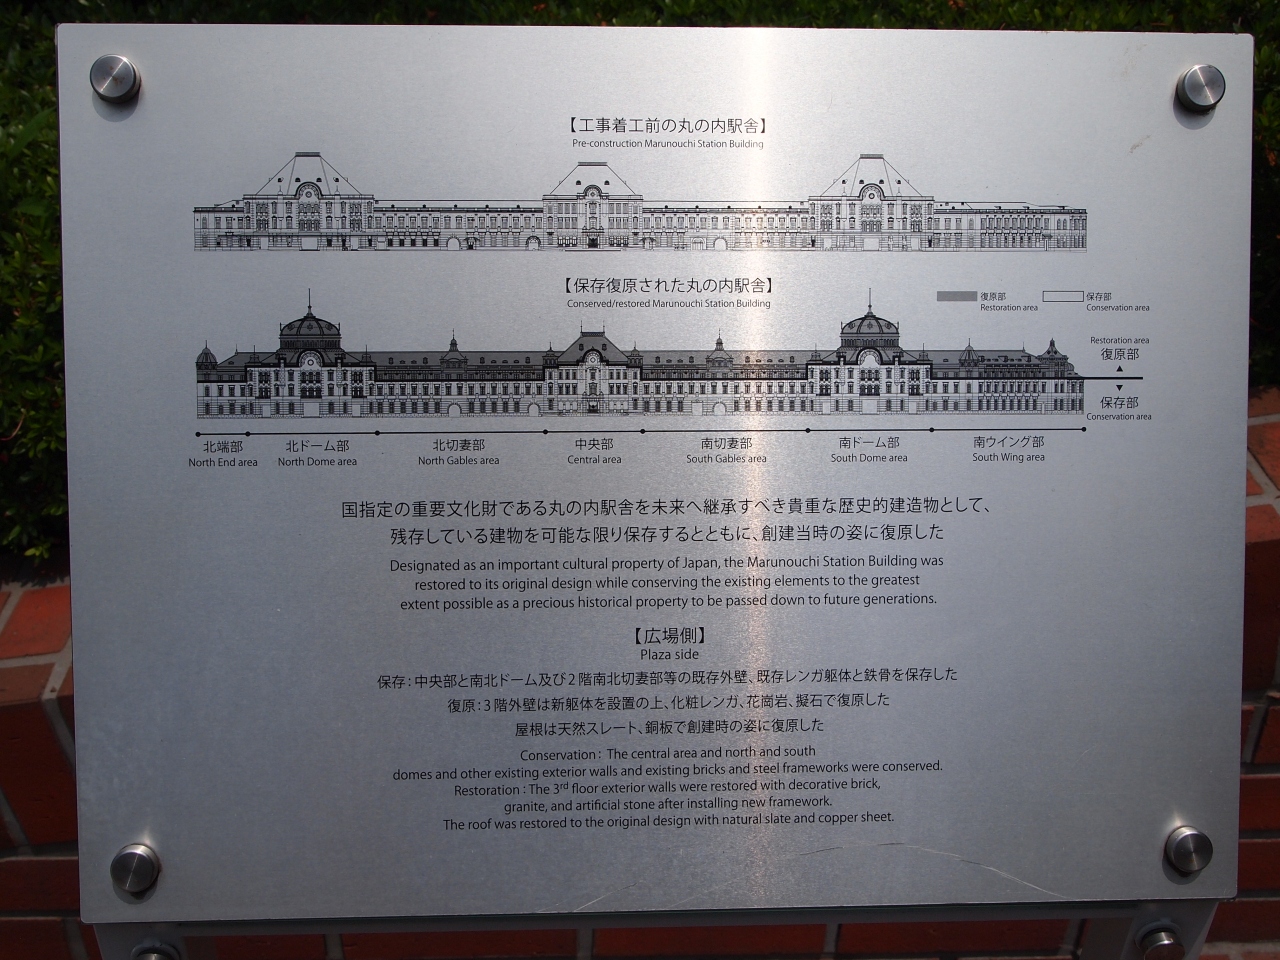 【工事着工前の丸の内駅舎】
Pre-construction Marunouchi Station Building
【保存復原された丸の内駅舎】
Conserved/restored Marunouchi Station Building
復原部
Restoration area
保存部
Conservation area
Restoration area
復原部
保存部
Conservation area
北端部 北ドーム部 北切妻部 中央部 南切妻部 南ドーム部 南ウイング部
North End area North Dome area North Gables area Central area South Gables area South Dome area South Wing area
国指定の重要文化財である丸の内駅舎を未来へ継承すべき貴重な歴史的建造物として、
残存している建物を可能な限り保存するとともに、創建当時の姿に復原した
Designated as an important cultural property of Japan, the Marunouchi Station Building was
restored to its original design while conserving the existing elements to the greatest
extent possible as a precious historical property to be passed down to future generations.
【広場側】
Plaza side
保存：中央部と南北ドーム及び2階南北切妻部等の既存外壁、既存レンガ躯体と鉄骨を保存した
復原：3階外壁は新躯体を設置の上、化粧レンガ、花崗岩、擬石で復原した
屋根は天然スレート、銅板で創建時の姿に復原した
Conservation : The central area and north and south
domes and other existing exterior walls and existing bricks and steel frameworks were conserved.
Restoration : The 3rd floor exterior walls were restored with decorative brick,
granite, and artificial stone after installing new framework.
The roof was restored to the original design with natural slate and copper sheet.